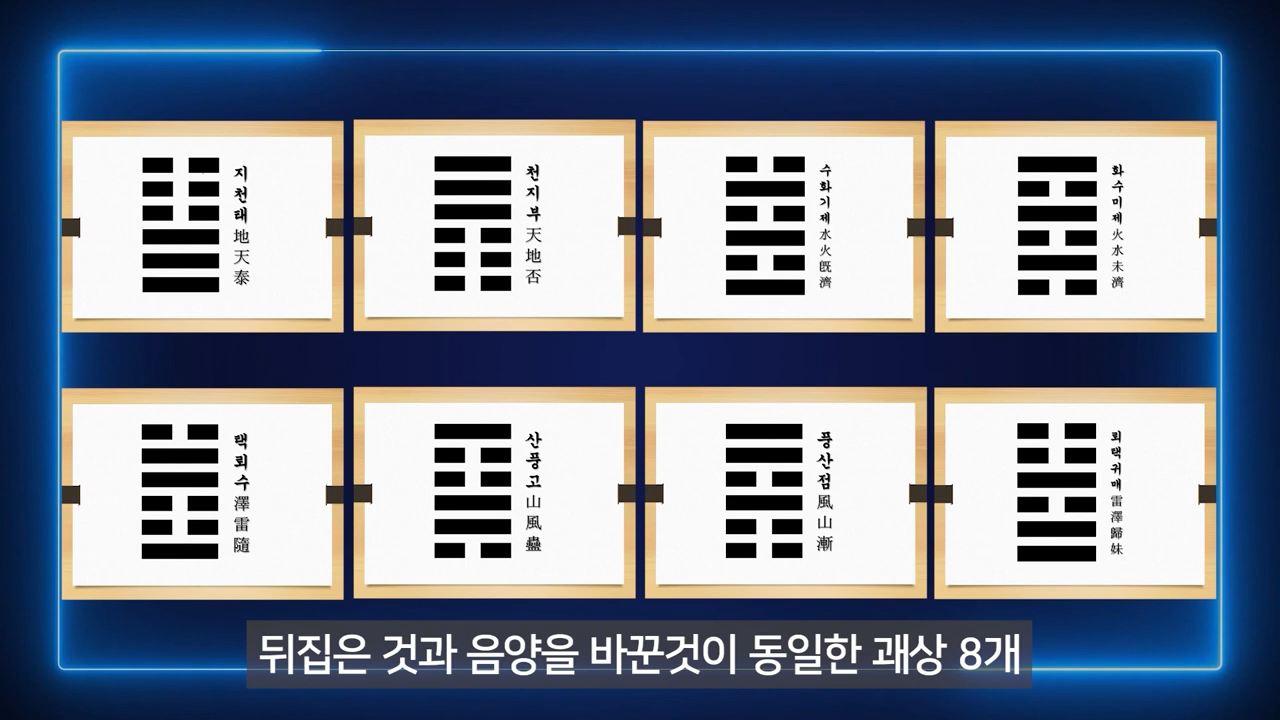 지천태地天泰
천지부天地否
수화기제水火旣濟
화수미제火水未濟
택뢰수澤雷隨
산풍고山風蠱
풍산점風山漸
뢰택귀매雷澤歸妹
뒤집은 것과 음양을 바꾼것이 동일한 괘상 8개